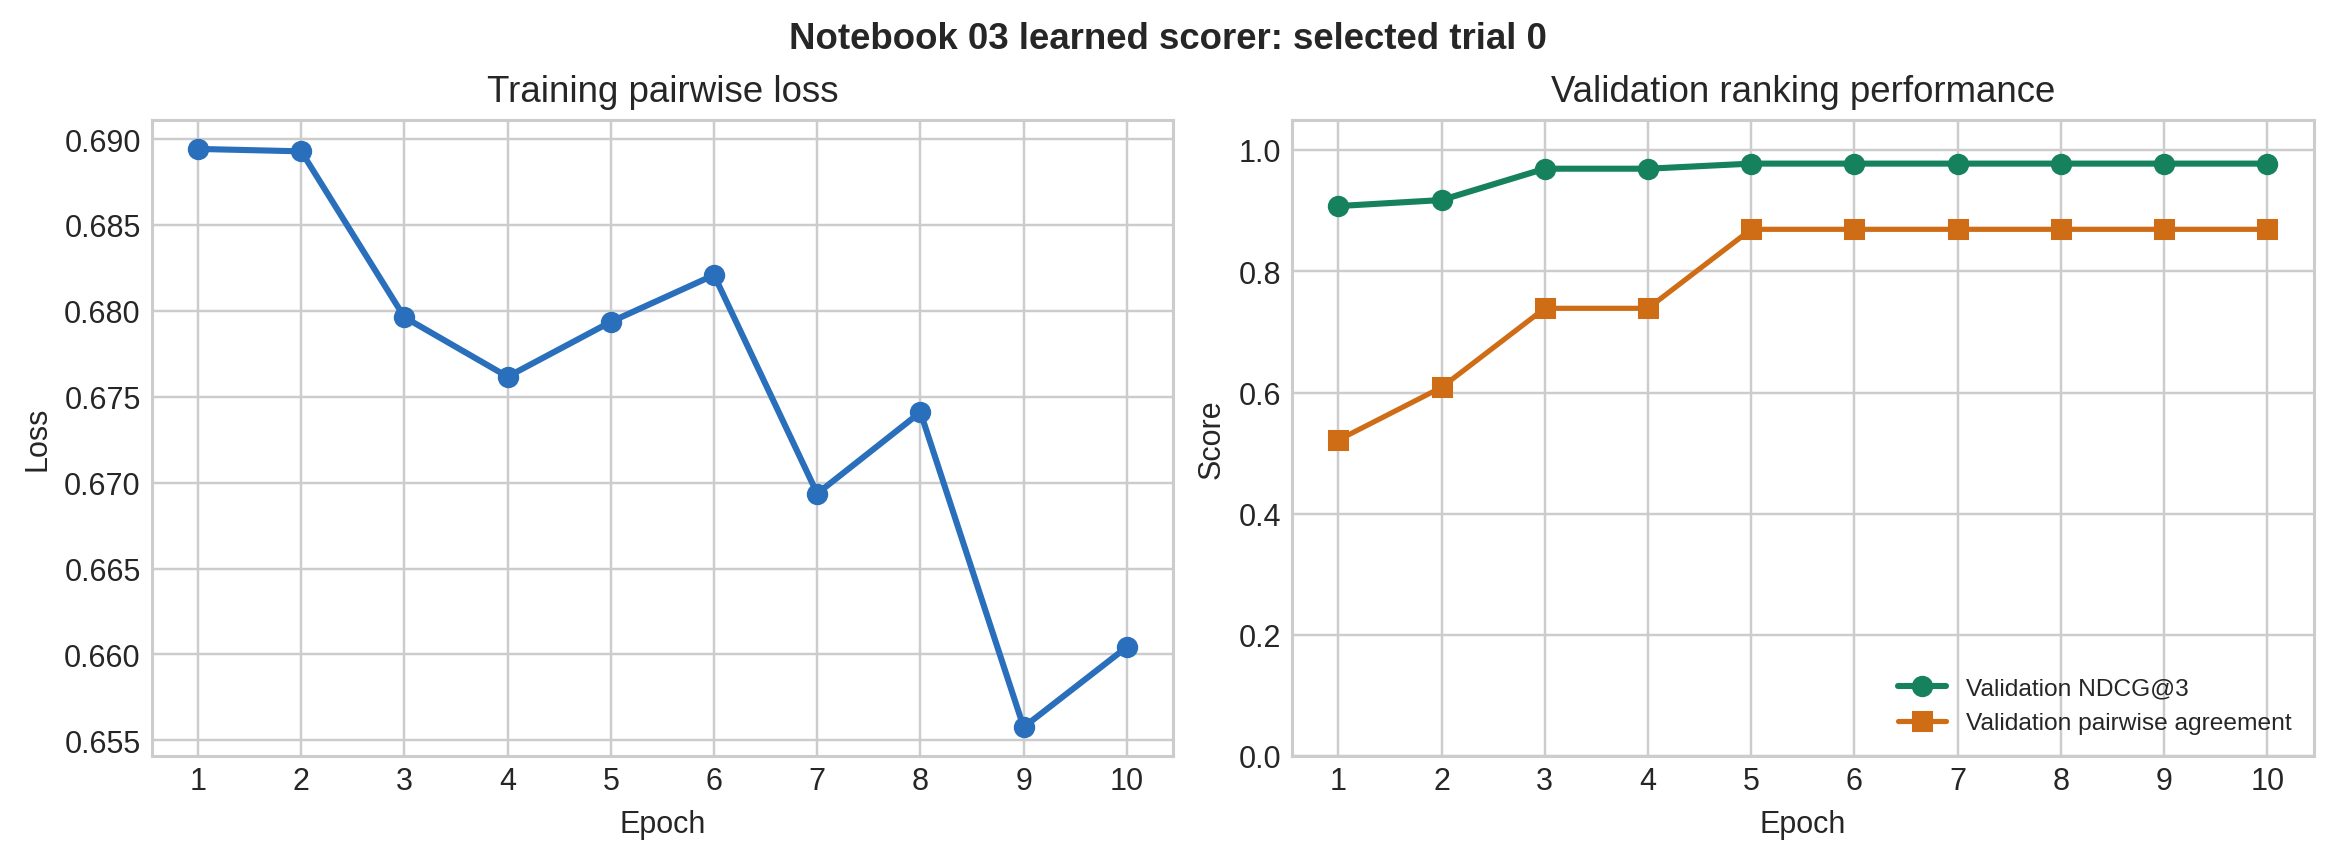 Notebook 03 learned scorer: selected trial 0
Training pairwise loss
Loss
0.690
0.685
0.680
0.675
0.670
0.665
0.660
0.655
1 2 3 4 5 6 7 8 9 10
Epoch
Validation ranking performance
Score
1.0
0.8
0.6
0.4
0.2
0.0
Validation NDCG@3
Validation pairwise agreement
1 2 3 4 5 6 7 8 9 10
Epoch